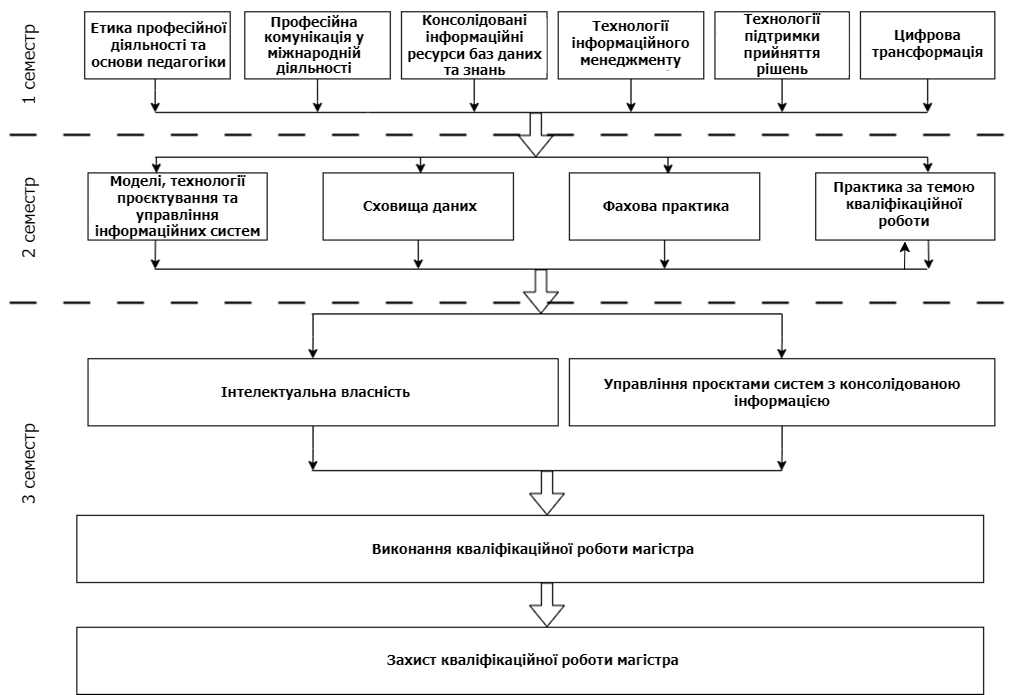 1 семестр
Етика професійної
діяльності та
основи педагогіки
Професійна
комунікація у
міжнародній
діяльності
Консолідовані
інформаційні
ресурси баз даних
та знань
Технології
інформаційного
менеджменту
Технології
підтримки
прийняття
рішень
Цифрова
трансформація
2 семестр
Моделі, технології
проєктування та
управління
інформаційних систем
Сховища даних
Фахова практика
Практика за темою
кваліфікаційної
роботи
3 семестр
Інтелектуальна власність
Управління проєктами систем з консолідованою
інформацією
Виконання кваліфікаційної роботи магістра
Захист кваліфікаційної роботи магістра